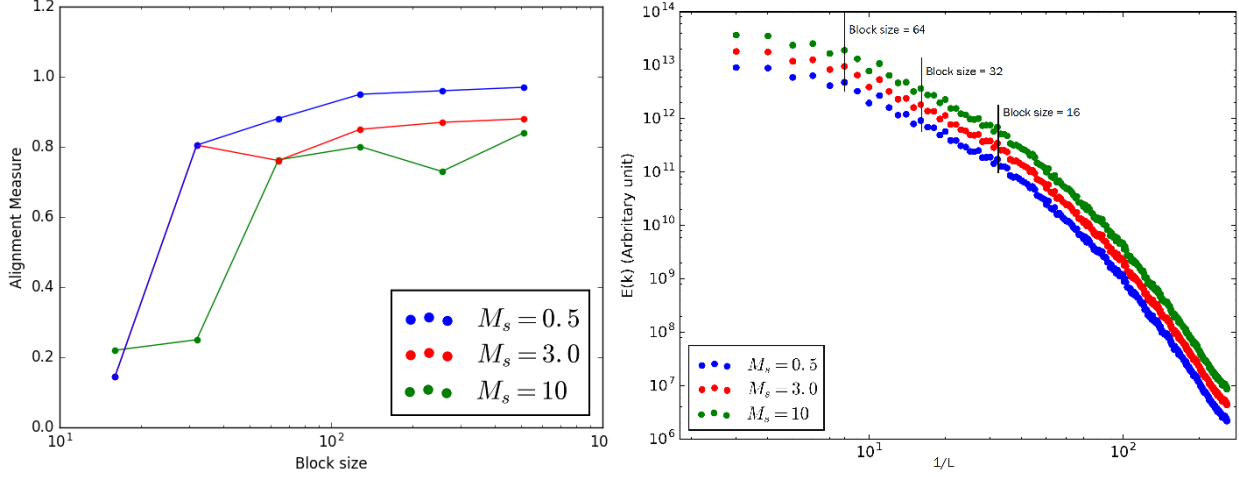 1.2
1.0
0.8
0.6
0.4
0.2
0.0
Alignment Measure
10^1
10^2
10
Block size
M_s = 0.5
M_s = 3.0
M_s = 10
10^14
10^13
10^12
10^11
10^10
10^9
10^8
10^7
10^6
E(k) (Arbritary unit)
Block size = 64
Block size = 32
Block size = 16
M_s = 0.5
M_s = 3.0
M_s = 10
10^1
10^2
1/L